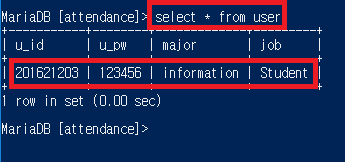 MariaDB [attendance]> select * from user
+-----------+--------+-------------+---------+
| u_id | u_pw | major | job |
+-----------+--------+-------------+---------+
| 201621203 | 123456 | information | Student |
+-----------+--------+-------------+---------+
1 row in set (0.00 sec)
MariaDB [attendance]>